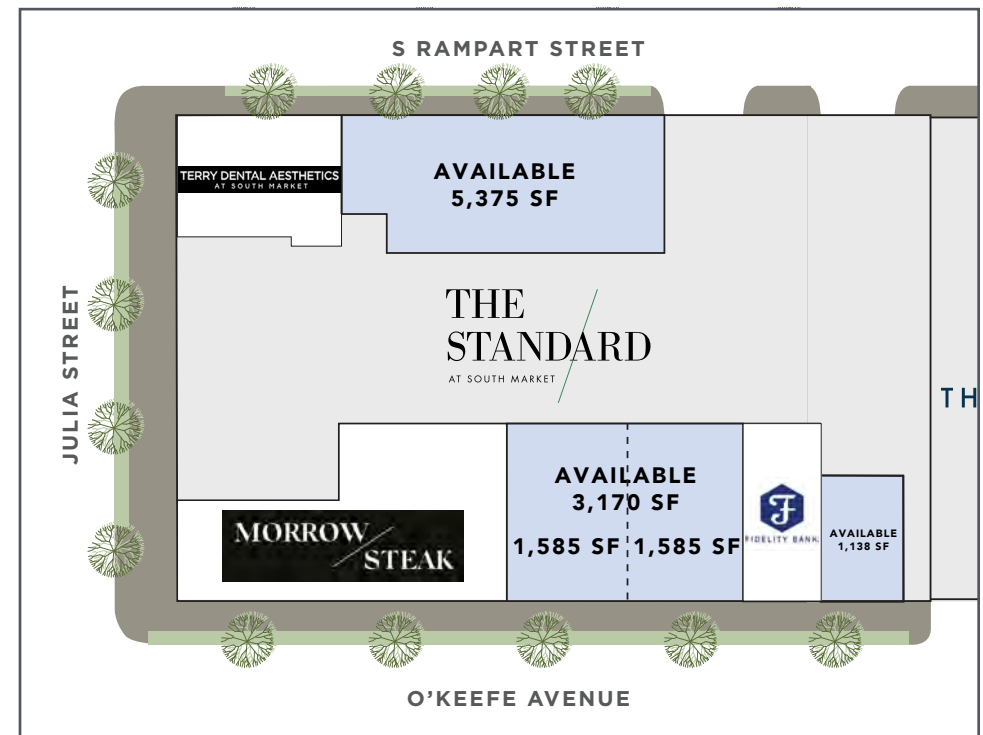 S RAMPART STREET
TERRY DENTAL AESTHETICS
AT SOUTH MARKET
AVAILABLE
5,375 SF
JULIA STREET
THE
STANDARD
AT SOUTH MARKET
TH
MORROW
STEAK
AVAILABLE
3,170 SF
1,585 SF 1,585 SF
F
FIDELITY BANK
AVAILABLE
1,138 SF
O'KEEFE AVENUE